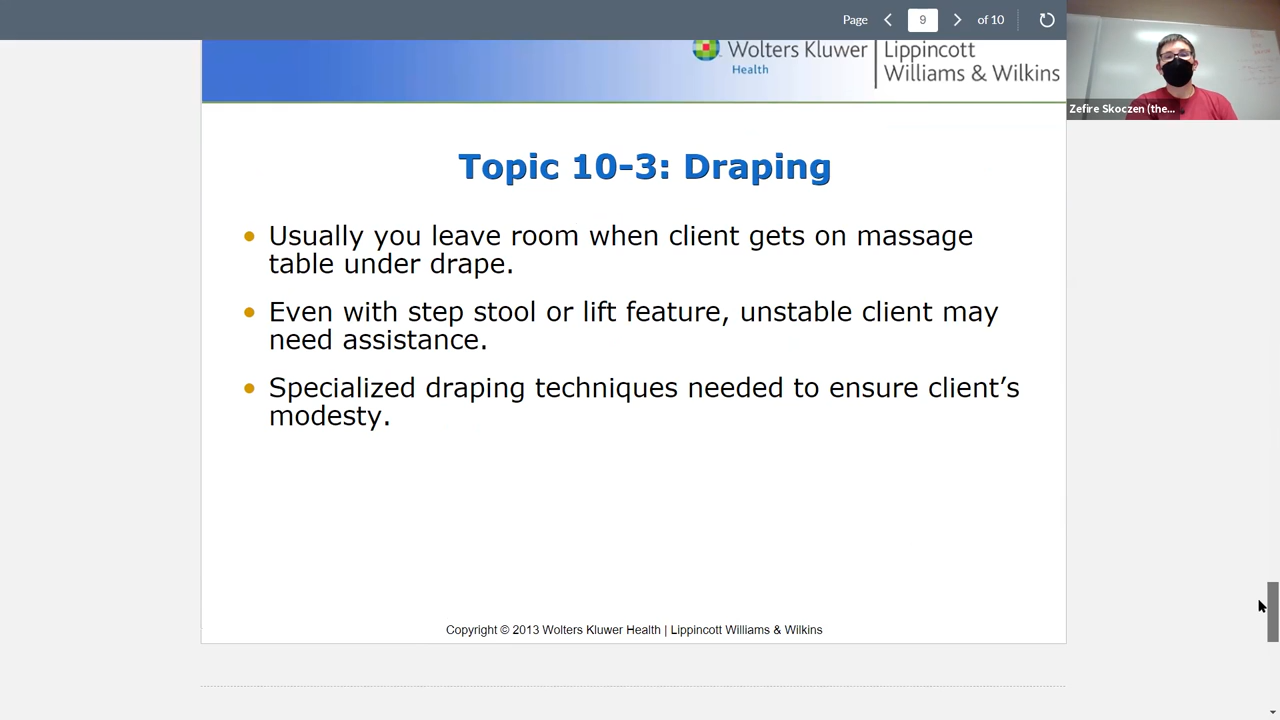 Page 9 of 10
Wolters Kluwer Lippincott
Health Williams & Wilkins
Zefire Skoczen (the...
Topic 10-3: Draping
• Usually you leave room when client gets on massage
table under drape.
• Even with step stool or lift feature, unstable client may
need assistance.
• Specialized draping techniques needed to ensure client’s
modesty.
Copyright © 2013 Wolters Kluwer Health | Lippincott Williams & Wilkins